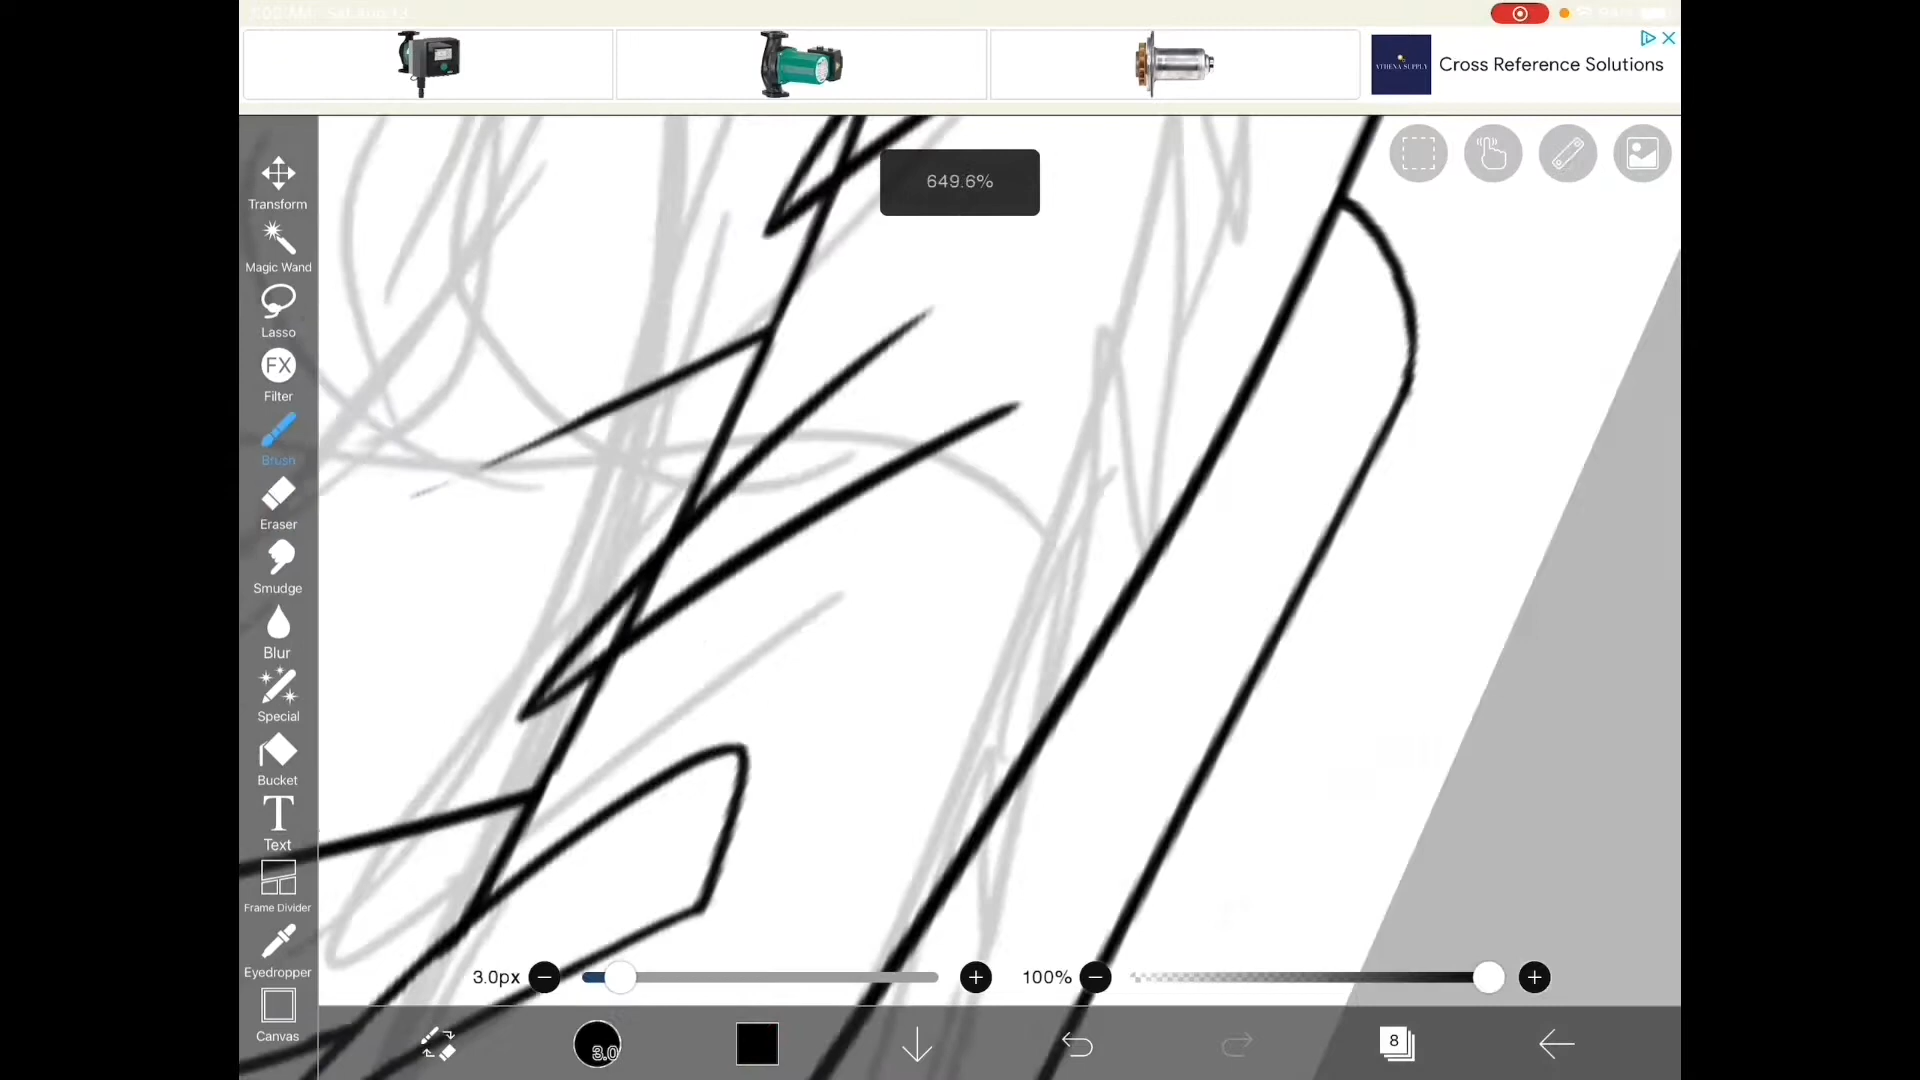 ATHENA SUPPLY
Cross Reference Solutions
649.6%
Transform
Magic Wand
Lasso
FX
Filter
Brush
Eraser
Smudge
Blur
Special
Bucket
T
Text
Frame Divider
Eyedropper
Canvas
3.0px
100%
3.0
8